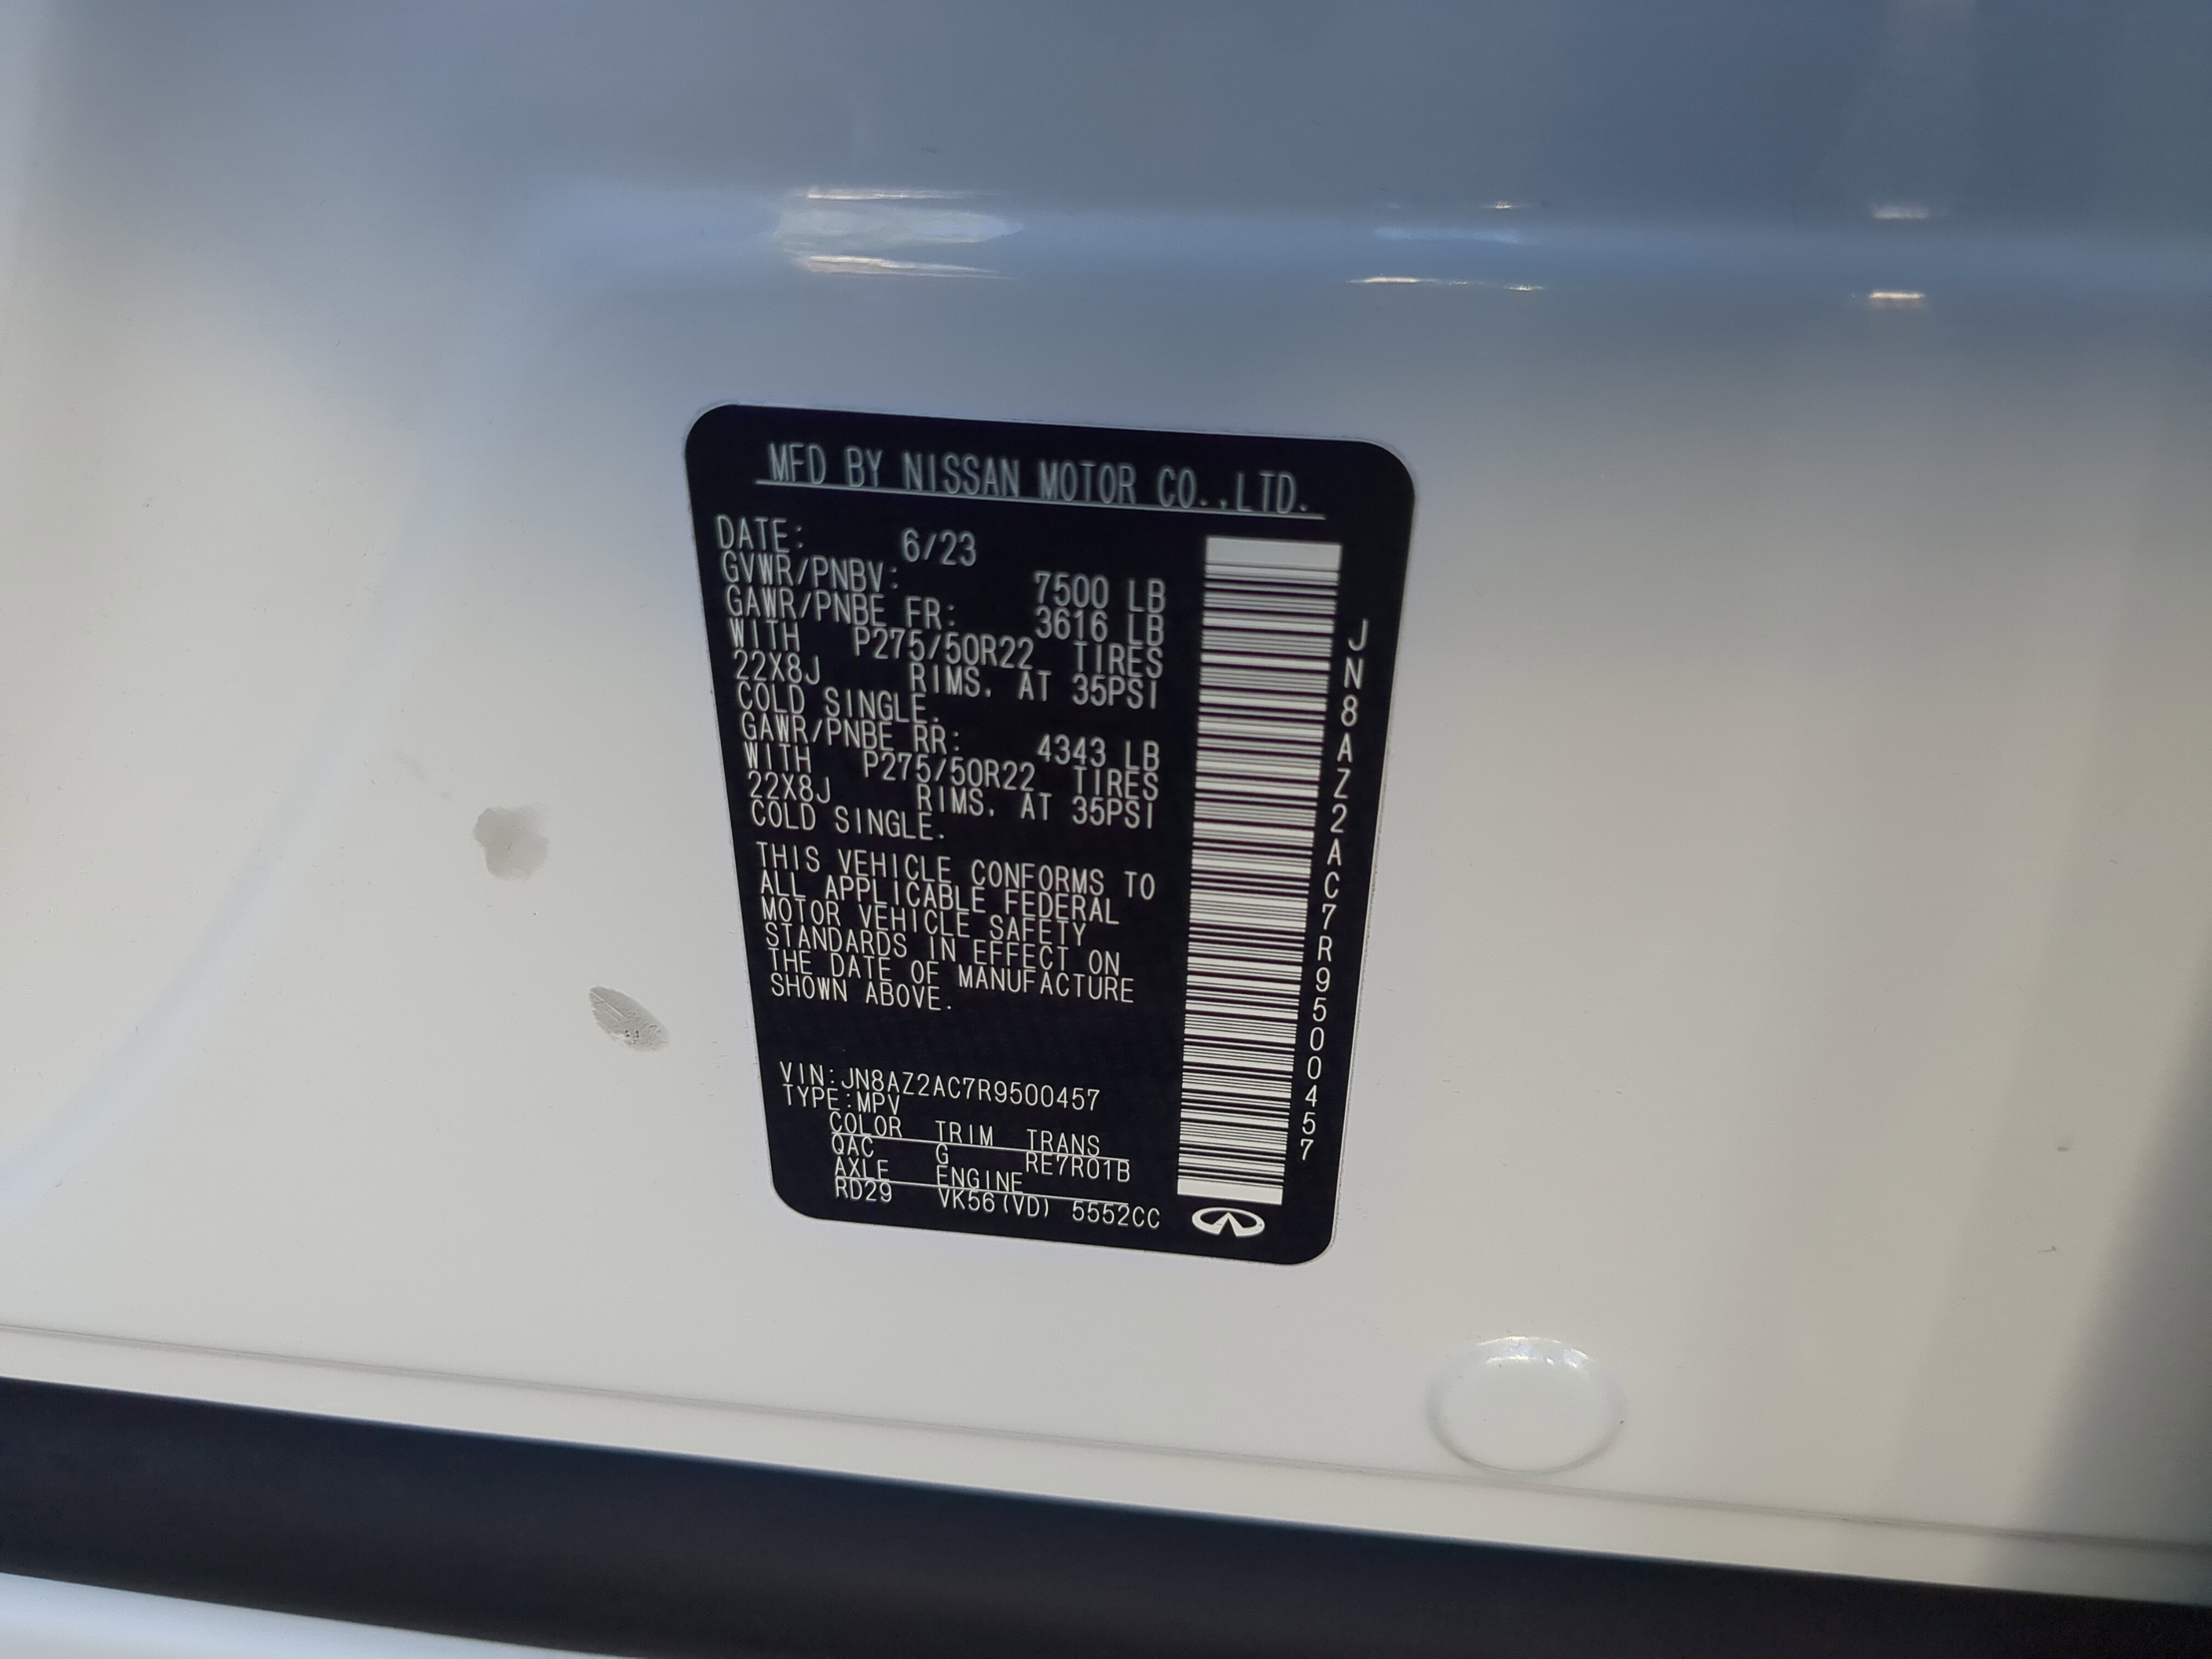 MFD BY NISSAN MOTOR CO.,LTD.
DATE: 6/23
GVWR/PNBV: 7500 LB
GAWR/PNBE FR: 3616 LB
WITH P275/50R22 TIRES
22X8J RIMS. AT 35PSI
COLD SINGLE.
GAWR/PNBE RR: 4343 LB
WITH P275/50R22 TIRES
22X8J RIMS. AT 35PSI
COLD SINGLE.
THIS VEHICLE CONFORMS TO
ALL APPLICABLE FEDERAL
MOTOR VEHICLE SAFETY
STANDARDS IN EFFECT ON
THE DATE OF MANUFACTURE
SHOWN ABOVE.
VIN:JN8AZ2AC7R9500457
TYPE:MPV
COLOR TRIM TRANS
QAC G RE7R01B
AXLE ENGINE
RD29 VK56(VD) 5552CC
JN8AZ2AC7R9500457